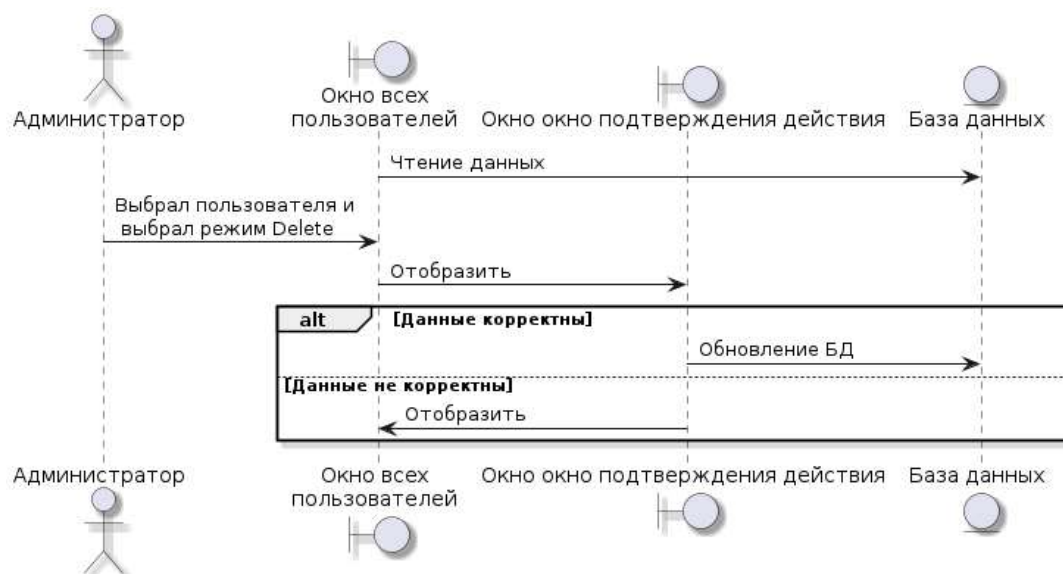 Администратор
Окно всех
пользователей
Окно окно подтверждения действия
База данных
Чтение данных
Выбрал пользователя и
выбрал режим Delete
Отобразить
alt
[Данные корректны]
Обновление БД
[Данные не корректны]
Отобразить
Администратор
Окно всех
пользователей
Окно окно подтверждения действия
База данных